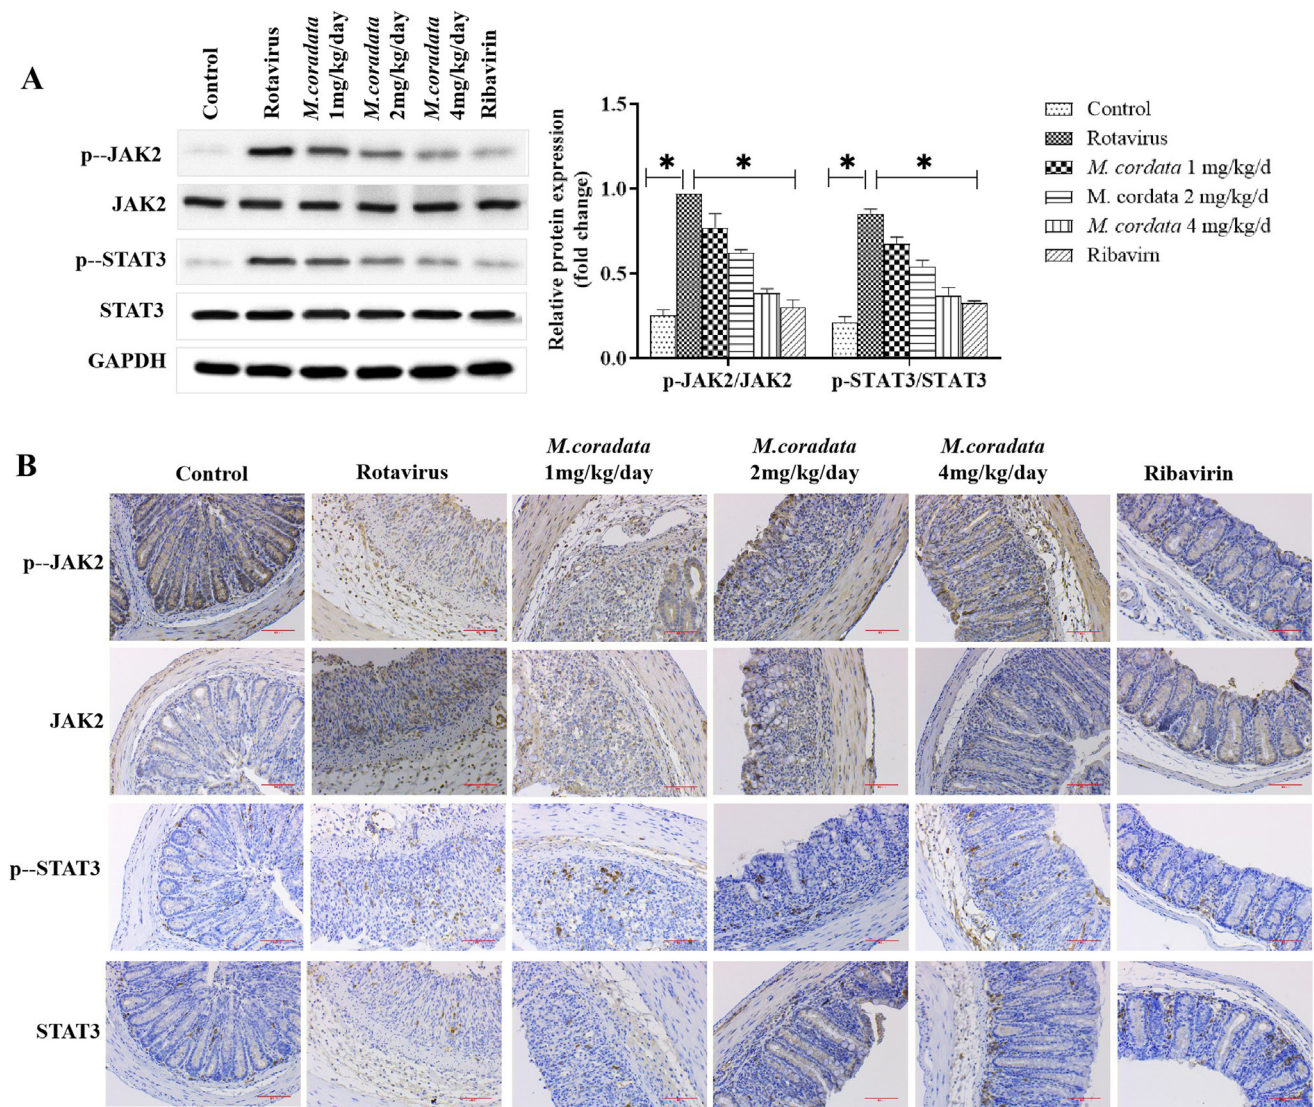 A
Control
Rotavirus
M.coradata
1mg/kg/day
M.coradata
2mg/kg/day
M.coradata
4mg/kg/day
Ribavirin
p--JAK2
JAK2
p--STAT3
STAT3
GAPDH
Relative protein expression
(fold change)
1.5
1.0
0.5
0.0
* * * *
p-JAK2/JAK2 p-STAT3/STAT3
Control
Rotavirus
M. cordata 1 mg/kg/d
M. cordata 2 mg/kg/d
M. cordata 4 mg/kg/d
Ribavirn
B
Control
Rotavirus
M.coradata
1mg/kg/day
M.coradata
2mg/kg/day
M.coradata
4mg/kg/day
Ribavirin
p--JAK2
JAK2
p--STAT3
STAT3